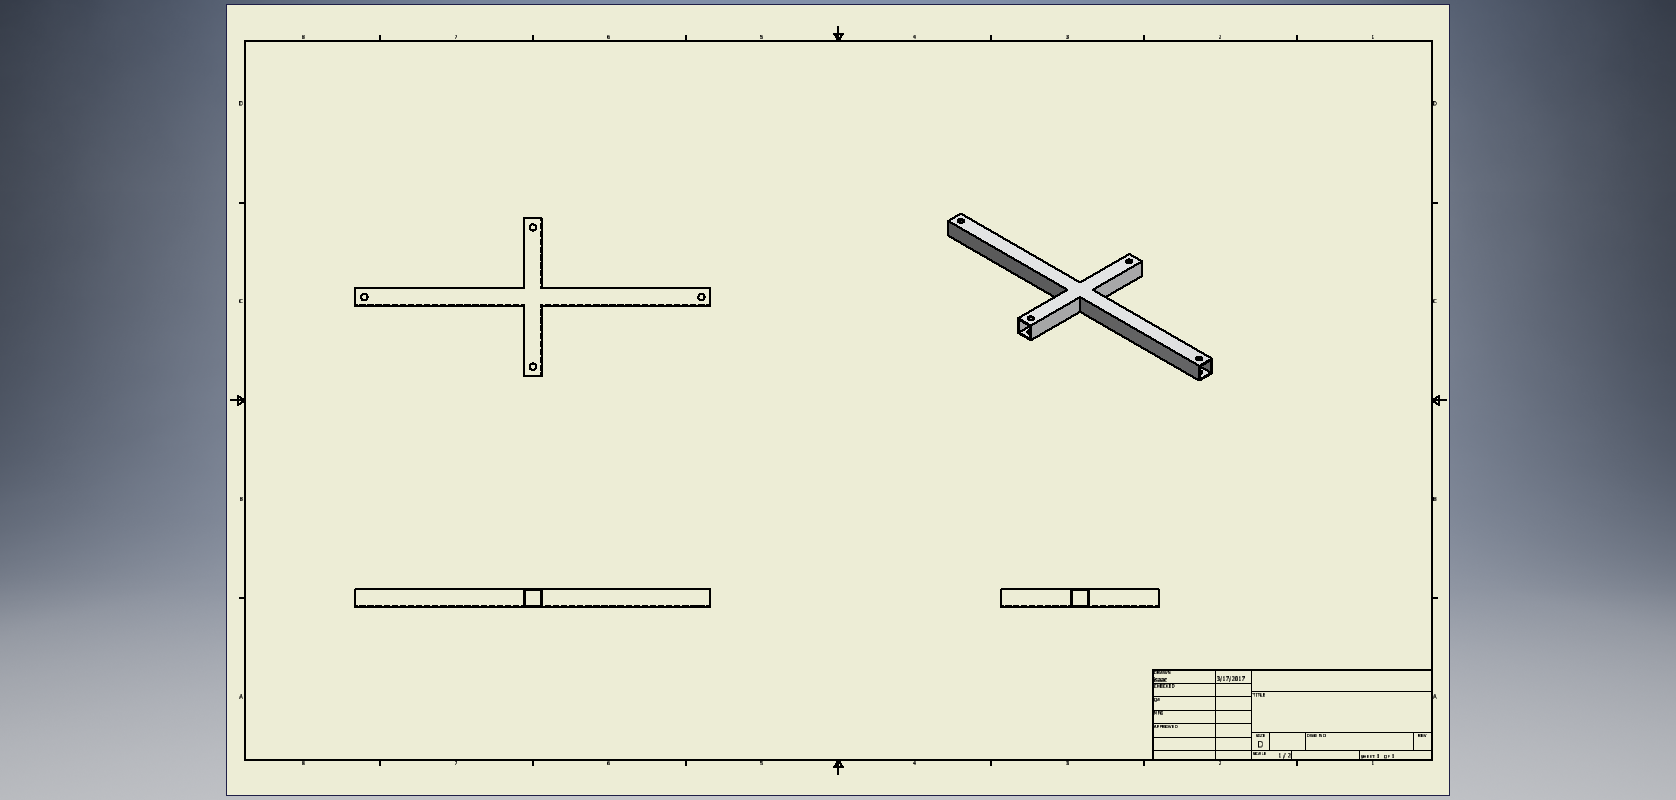 8 7 6 5 4 3 2 1
D D
C C
B B
A A
DRAWN
Isaac 3/17/2017
CHECKED
QA
TITLE
MFG
APPROVED
SIZE DWG NO REV
D
SCALE 1 / 2 SHEET 1 OF 1
8 7 6 5 4 3 2 1